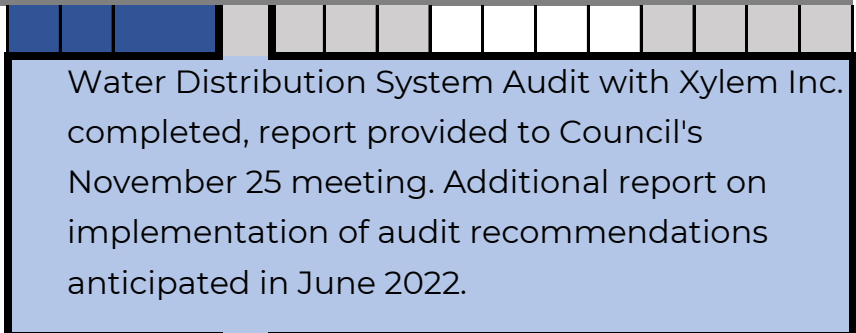 Water Distribution System Audit with Xylem Inc.
completed, report provided to Council's
November 25 meeting. Additional report on
implementation of audit recommendations
anticipated in June 2022.